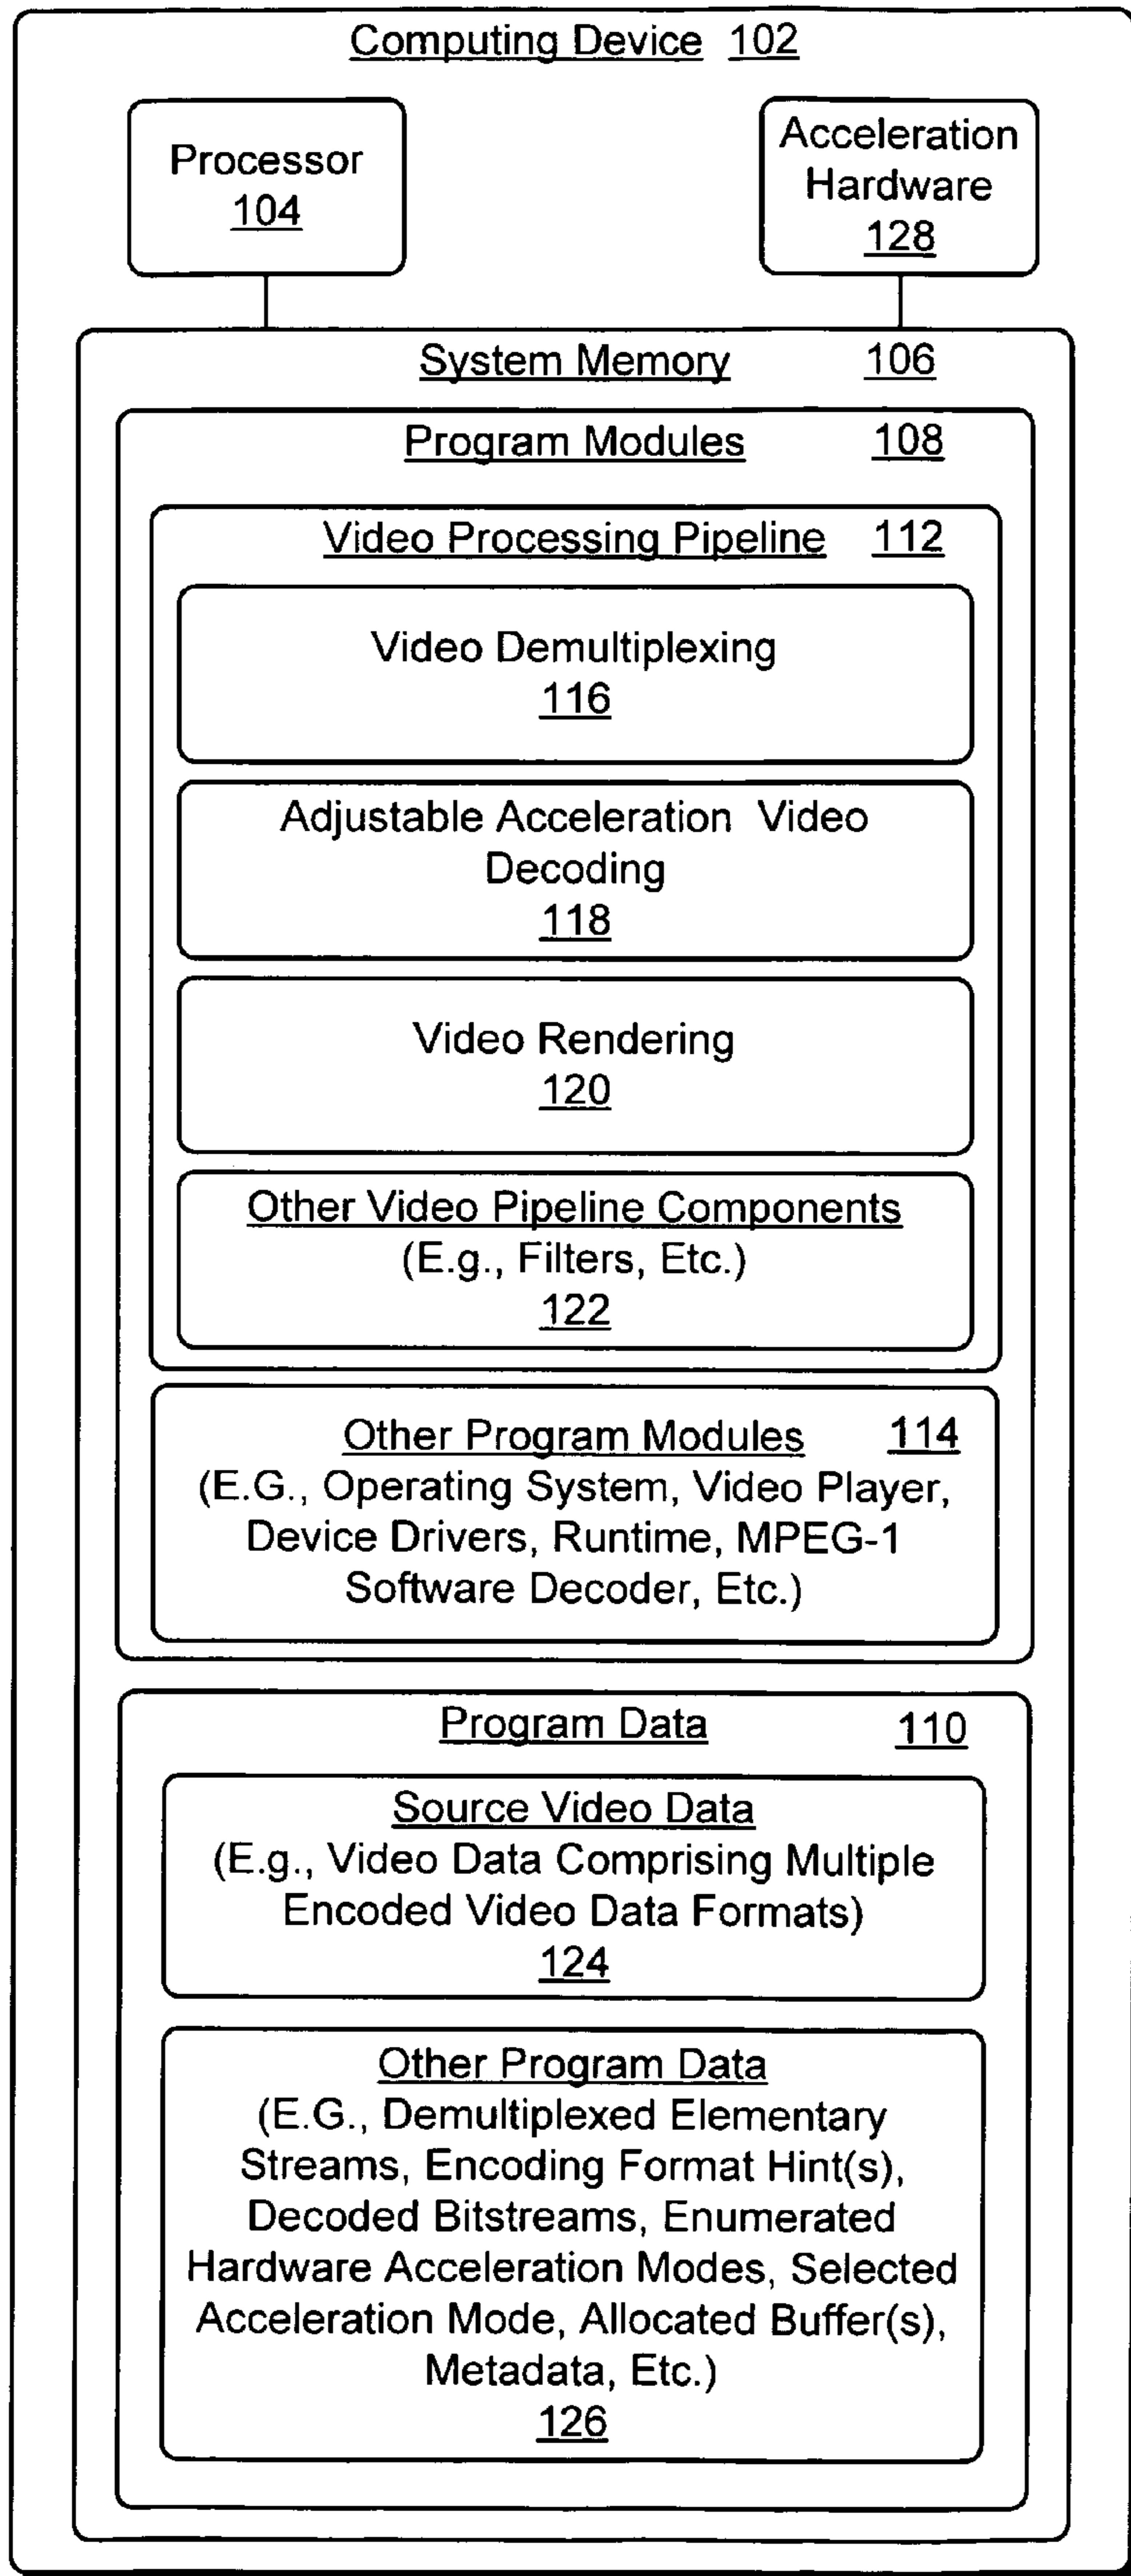 Computing Device 102
Processor
104
Acceleration
Hardware
128
System Memory 106
Program Modules 108
Video Processing Pipeline 112
Video Demultiplexing
116
Adjustable Acceleration Video
Decoding
118
Video Rendering
120
Other Video Pipeline Components
(E.g., Filters, Etc.)
122
Other Program Modules 114
(E.G., Operating System, Video Player,
Device Drivers, Runtime, MPEG-1
Software Decoder, Etc.)
Program Data 110
Source Video Data
(E.g., Video Data Comprising Multiple
Encoded Video Data Formats)
124
Other Program Data
(E.G., Demultiplexed Elementary
Streams, Encoding Format Hint(s),
Decoded Bitstreams, Enumerated
Hardware Acceleration Modes, Selected
Acceleration Mode, Allocated Buffer(s),
Metadata, Etc.)
126